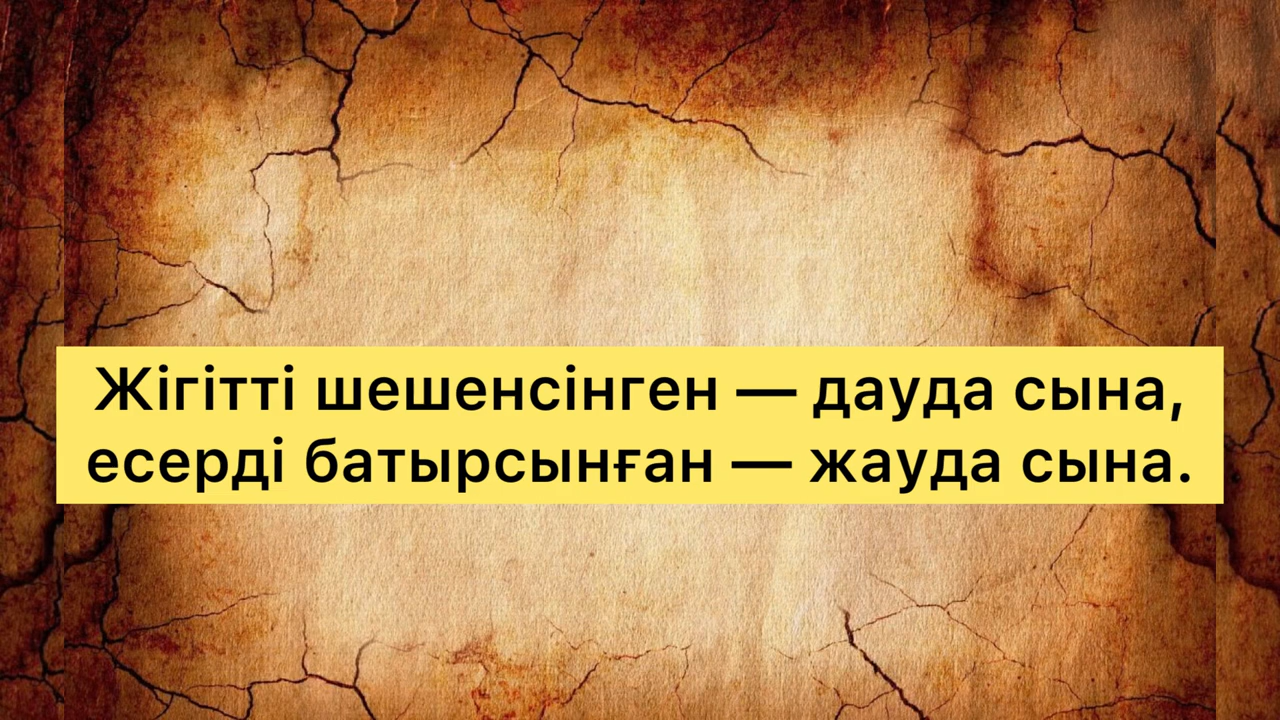 Жігітті шешенсінген — дауда сына,
есерді батырсынған — жауда сына.